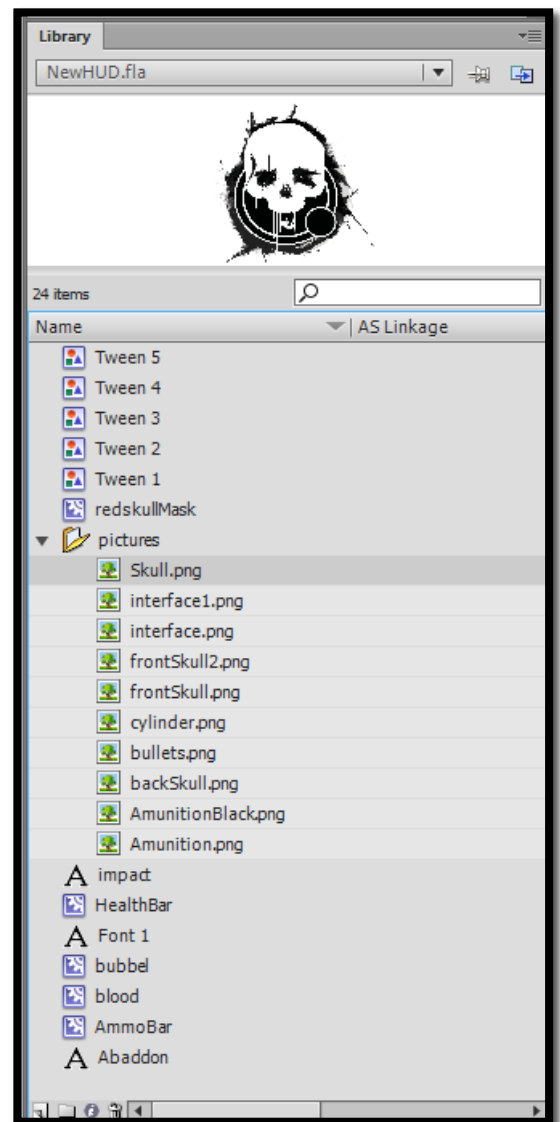 Library
NewHUD.fla
24 items
Name AS Linkage
Tween 5
Tween 4
Tween 3
Tween 2
Tween 1
redskullMask
pictures
Skull.png
interface1.png
interface.png
frontSkull2.png
frontSkull.png
cylinder.png
bullets.png
backSkull.png
AmunitionBlack.png
Amunition.png
A impact
HealthBar
A Font 1
bubbel
blood
AmmoBar
A Abaddon